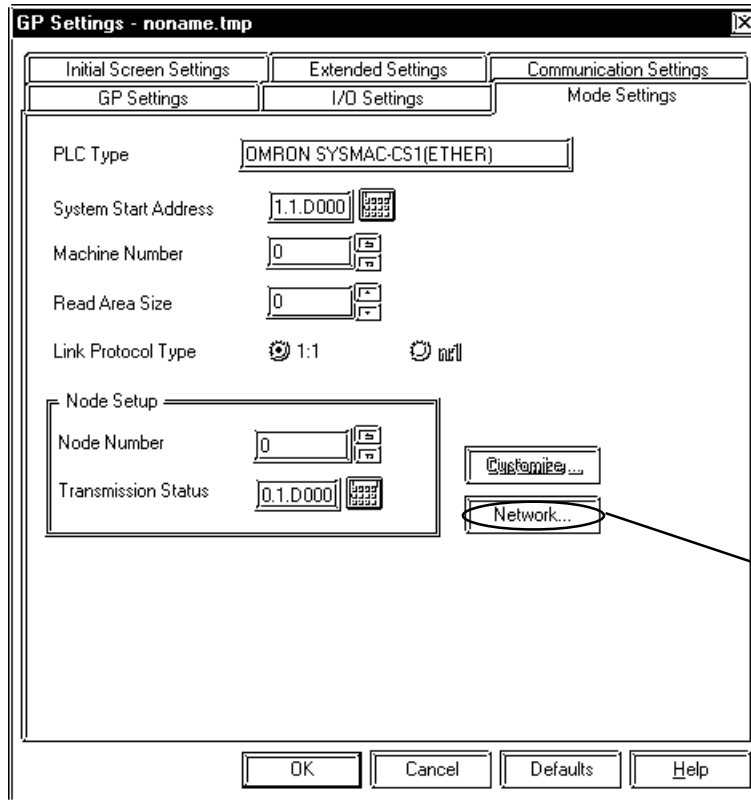 GP Settings - noname.tmp
Initial Screen Settings
Extended Settings
Communication Settings
GP Settings
I/O Settings
Mode Settings
PLC Type
OMRON SYSMAC-CS1(ETHER)
System Start Address
1.1.D000
Machine Number
0
Read Area Size
0
Link Protocol Type
1:1
n:1
Node Setup
Node Number
0
Transmission Status
0.1.D000
Customize ...
Network...
OK
Cancel
Defaults
Help